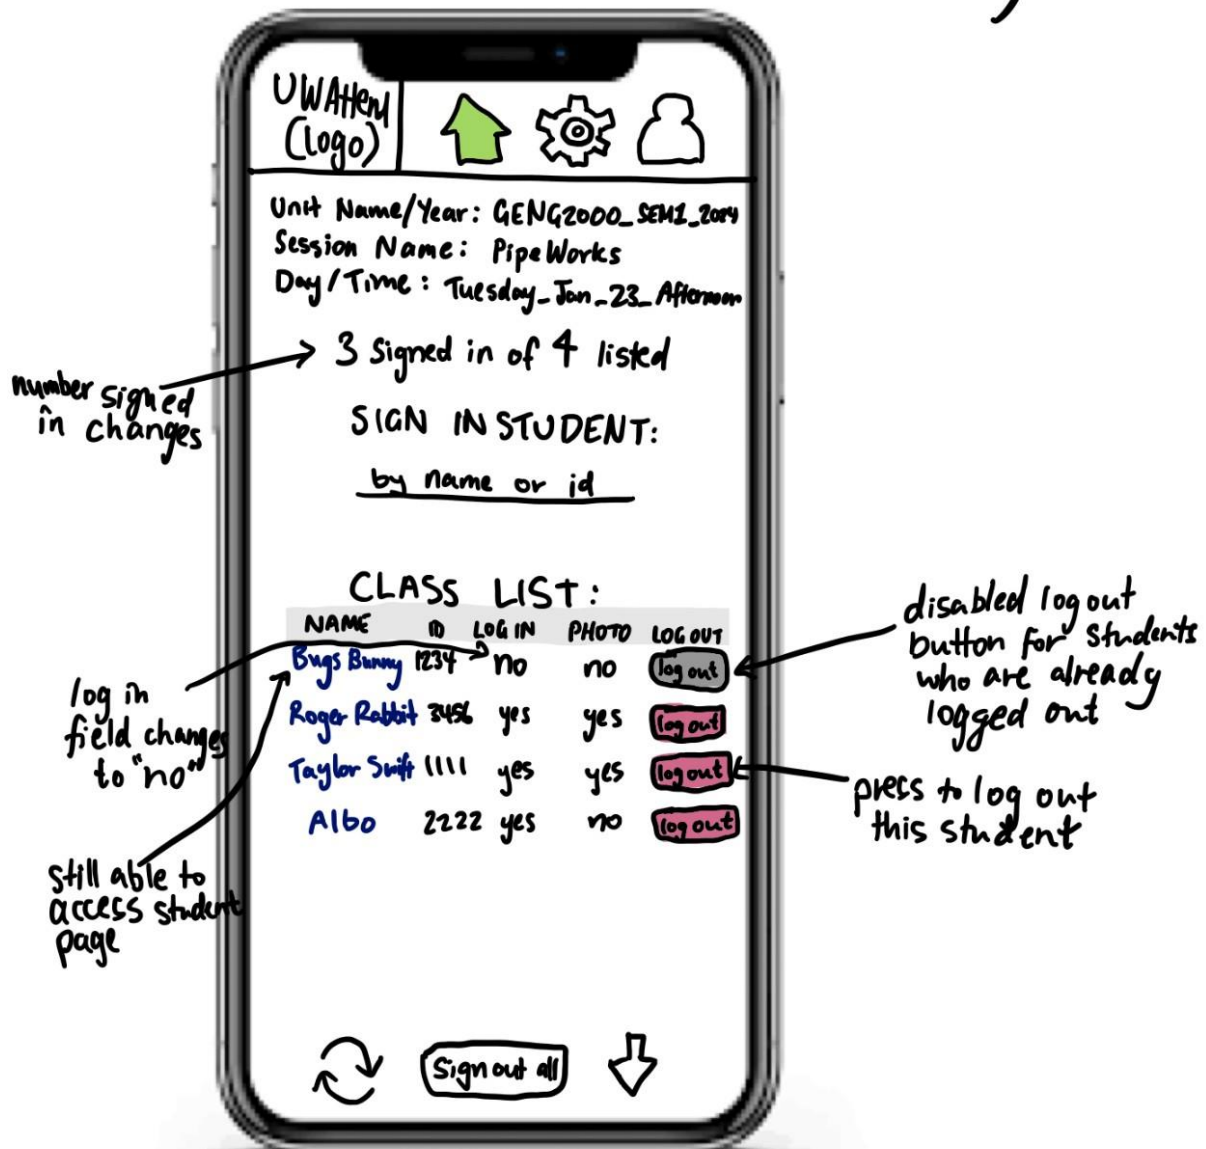 UWAttend
(logo)
Unit Name/Year: GENG2000_SEM1_2024
Session Name: PipeWorks
Day/Time: Tuesday_Jan_23_Afternoon
3 signed in of 4 listed
number signed
in changes
SIGN IN STUDENT:
by name or id
CLASS LIST:
NAME ID LOG IN PHOTO LOG OUT
Bugs Bunny 1234 no no log out
Roger Rabbit 3456 yes yes log out
Taylor Swift 1111 yes yes log out
Albo 2222 yes no log out
disabled log out
button for students
who are already
logged out
log in
field changes
to "no"
press to log out
this student
still able to
access student
page
Sign out all